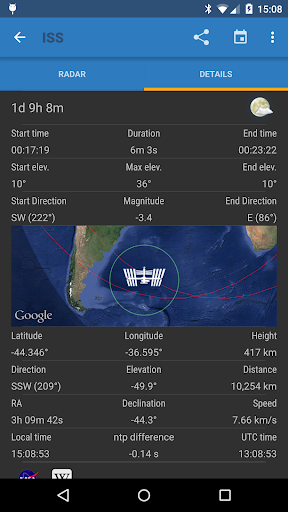 15:08
ISS
RADAR DETAILS
1d 9h 8m
Start time Duration End time
00:17:19 6m 3s 00:23:22
Start elev. Max elev. End elev.
10° 36° 10°
Start Direction Magnitude End Direction
SW (222°) -3.4 E (86°)
Google
Latitude Longitude Height
-44.346° -36.595° 417 km
Direction Elevation Distance
SSW (209°) -49.9° 10,254 km
RA Declination Speed
3h 09m 42s -44.3° 7.66 km/s
Local time ntp difference UTC time
15:08:53 -0.14 s 13:08:53
NASA W